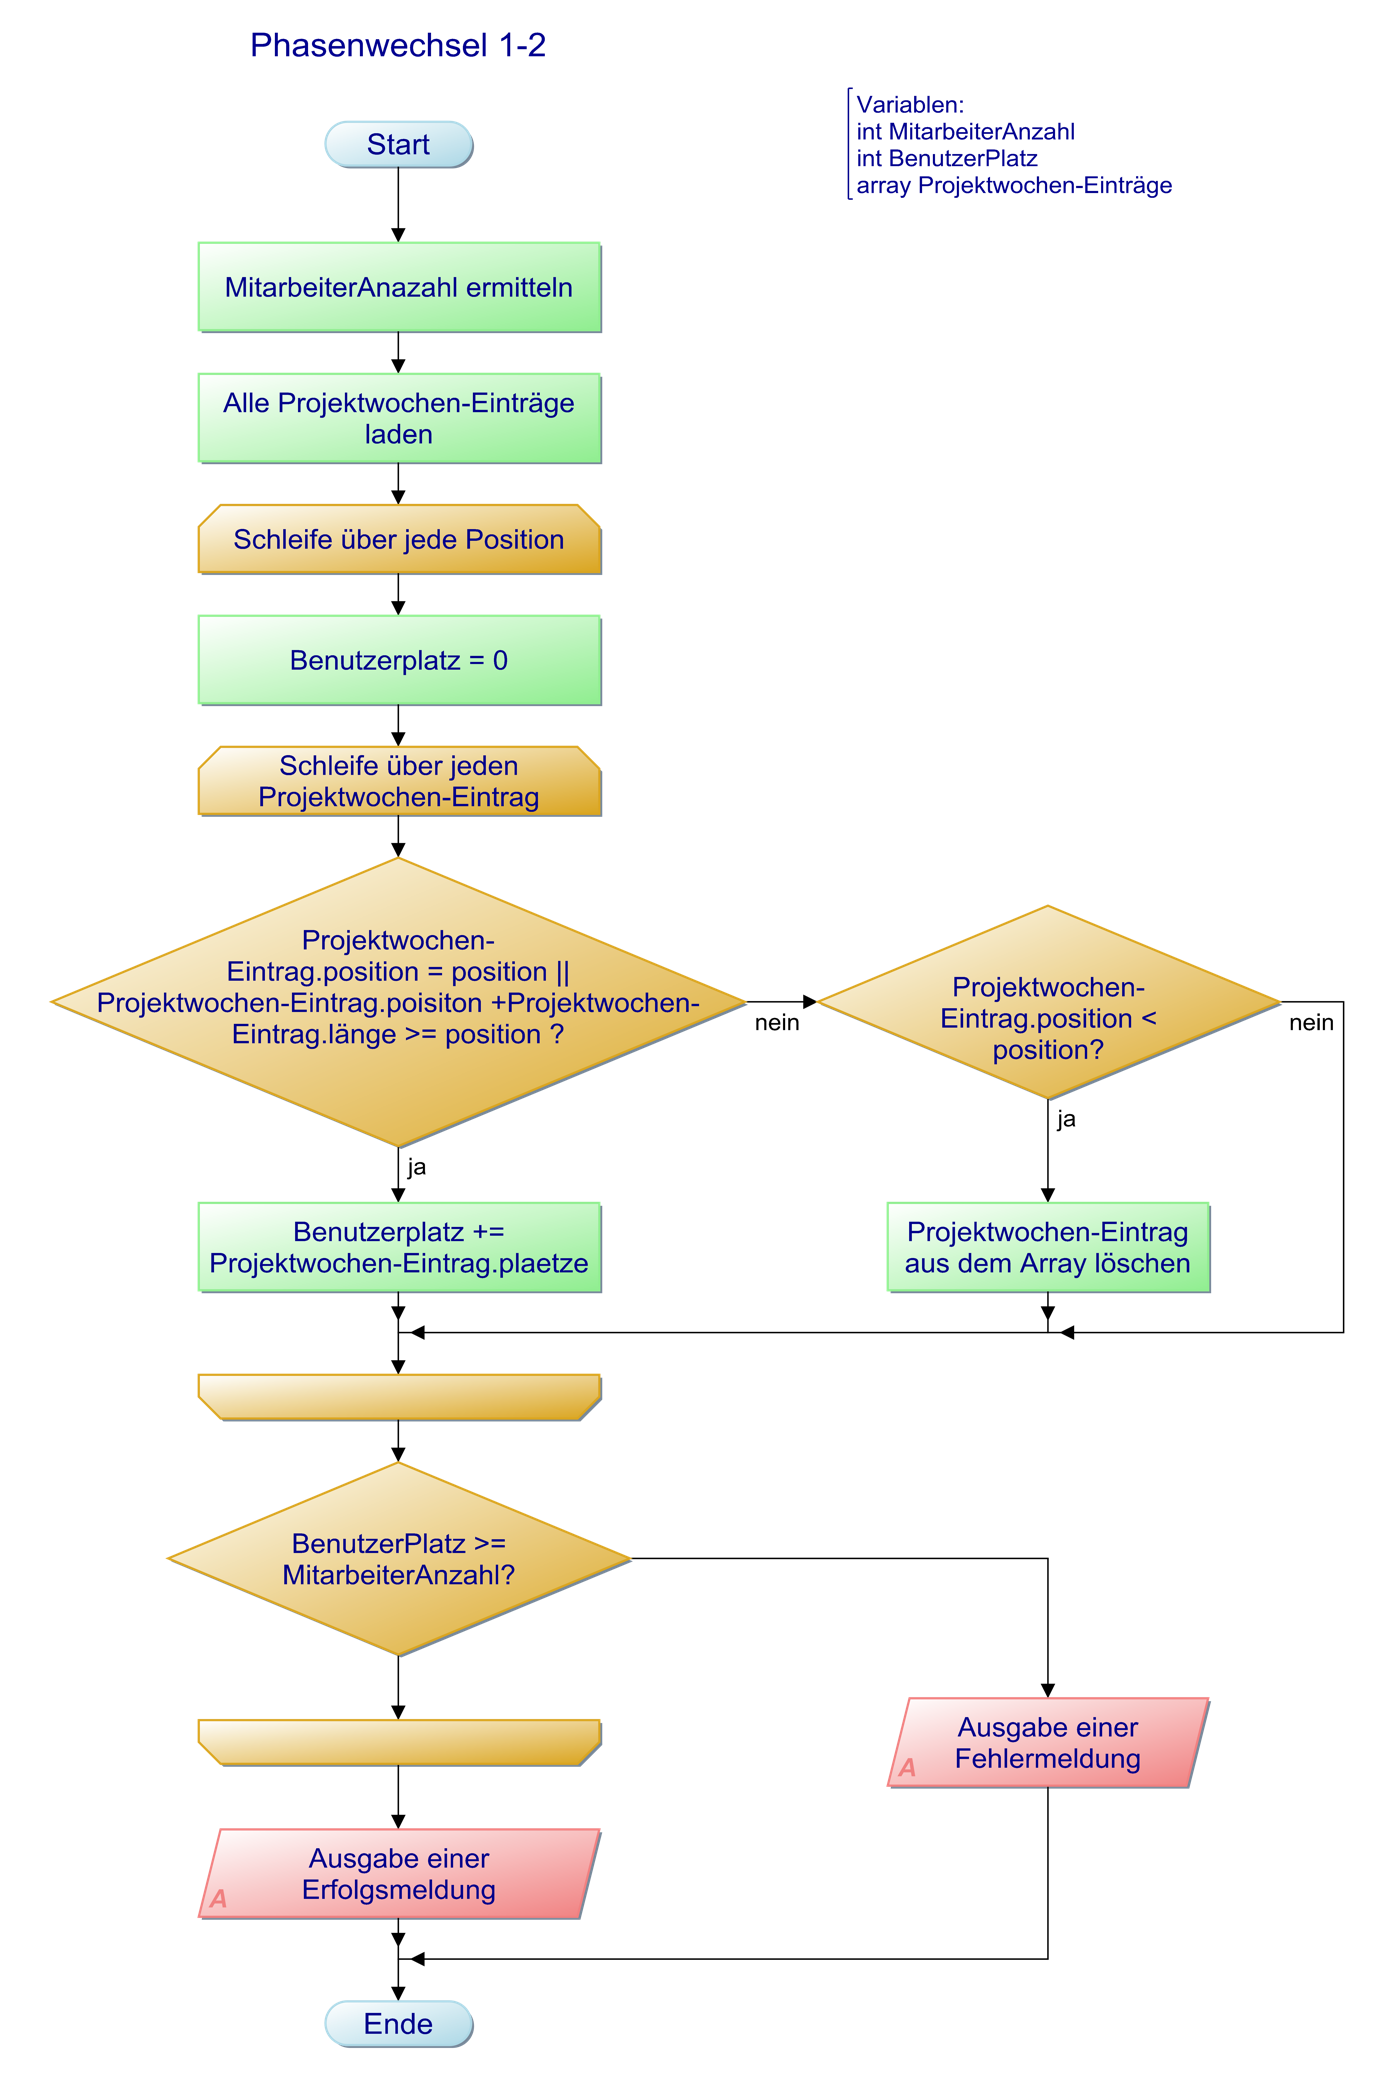 Phasenwechsel 1-2
Variablen:
int MitarbeiterAnzahl
int BenutzerPlatz
array Projektwochen-Einträge
Start
MitarbeiterAnazahl ermitteln
Alle Projektwochen-Einträge
laden
Schleife über jede Position
Benutzerplatz = 0
Schleife über jeden
Projektwochen-Eintrag
Projektwochen-
Eintrag.position = position ||
Projektwochen-Eintrag.poisiton +Projektwochen-
Eintrag.länge >= position ?
nein
Projektwochen-
Eintrag.position <
position?
nein
ja
ja
Benutzerplatz +=
Projektwochen-Eintrag.plaetze
Projektwochen-Eintrag
aus dem Array löschen
BenutzerPlatz >=
MitarbeiterAnzahl?
Ausgabe einer
Fehlermeldung
A
Ausgabe einer
Erfolgsmeldung
A
Ende